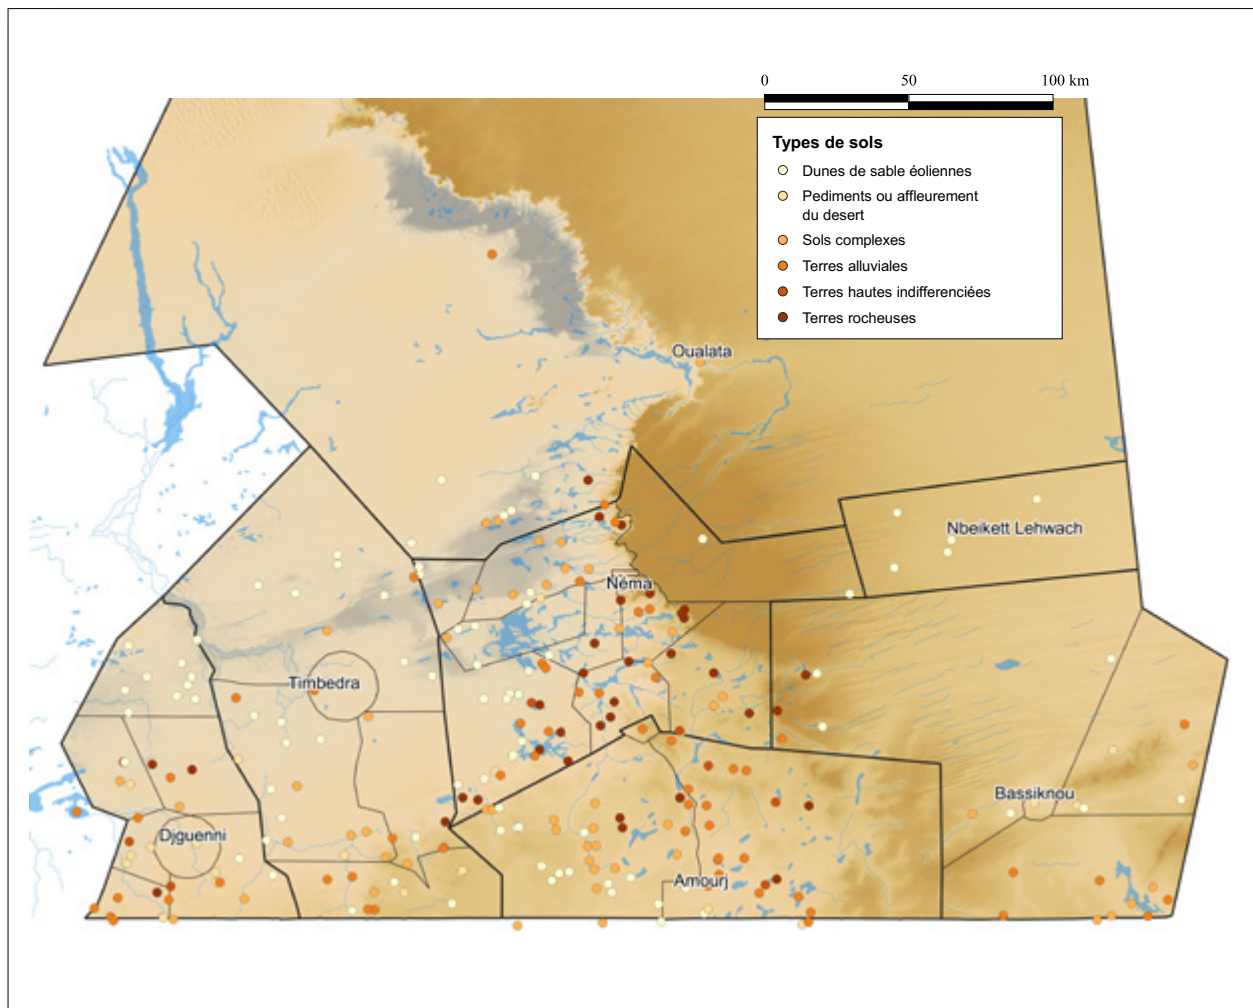 0 50 100 km
Types de sols
Dunes de sable éoliennes
Pediments ou affleurement
du desert
Sols complexes
Terres alluviales
Terres hautes indifferenciées
Terres rocheuses
Oualata
Nbeikett Lehwach
Néma
Timbedra
Bassiknou
Djguenni
Amourj